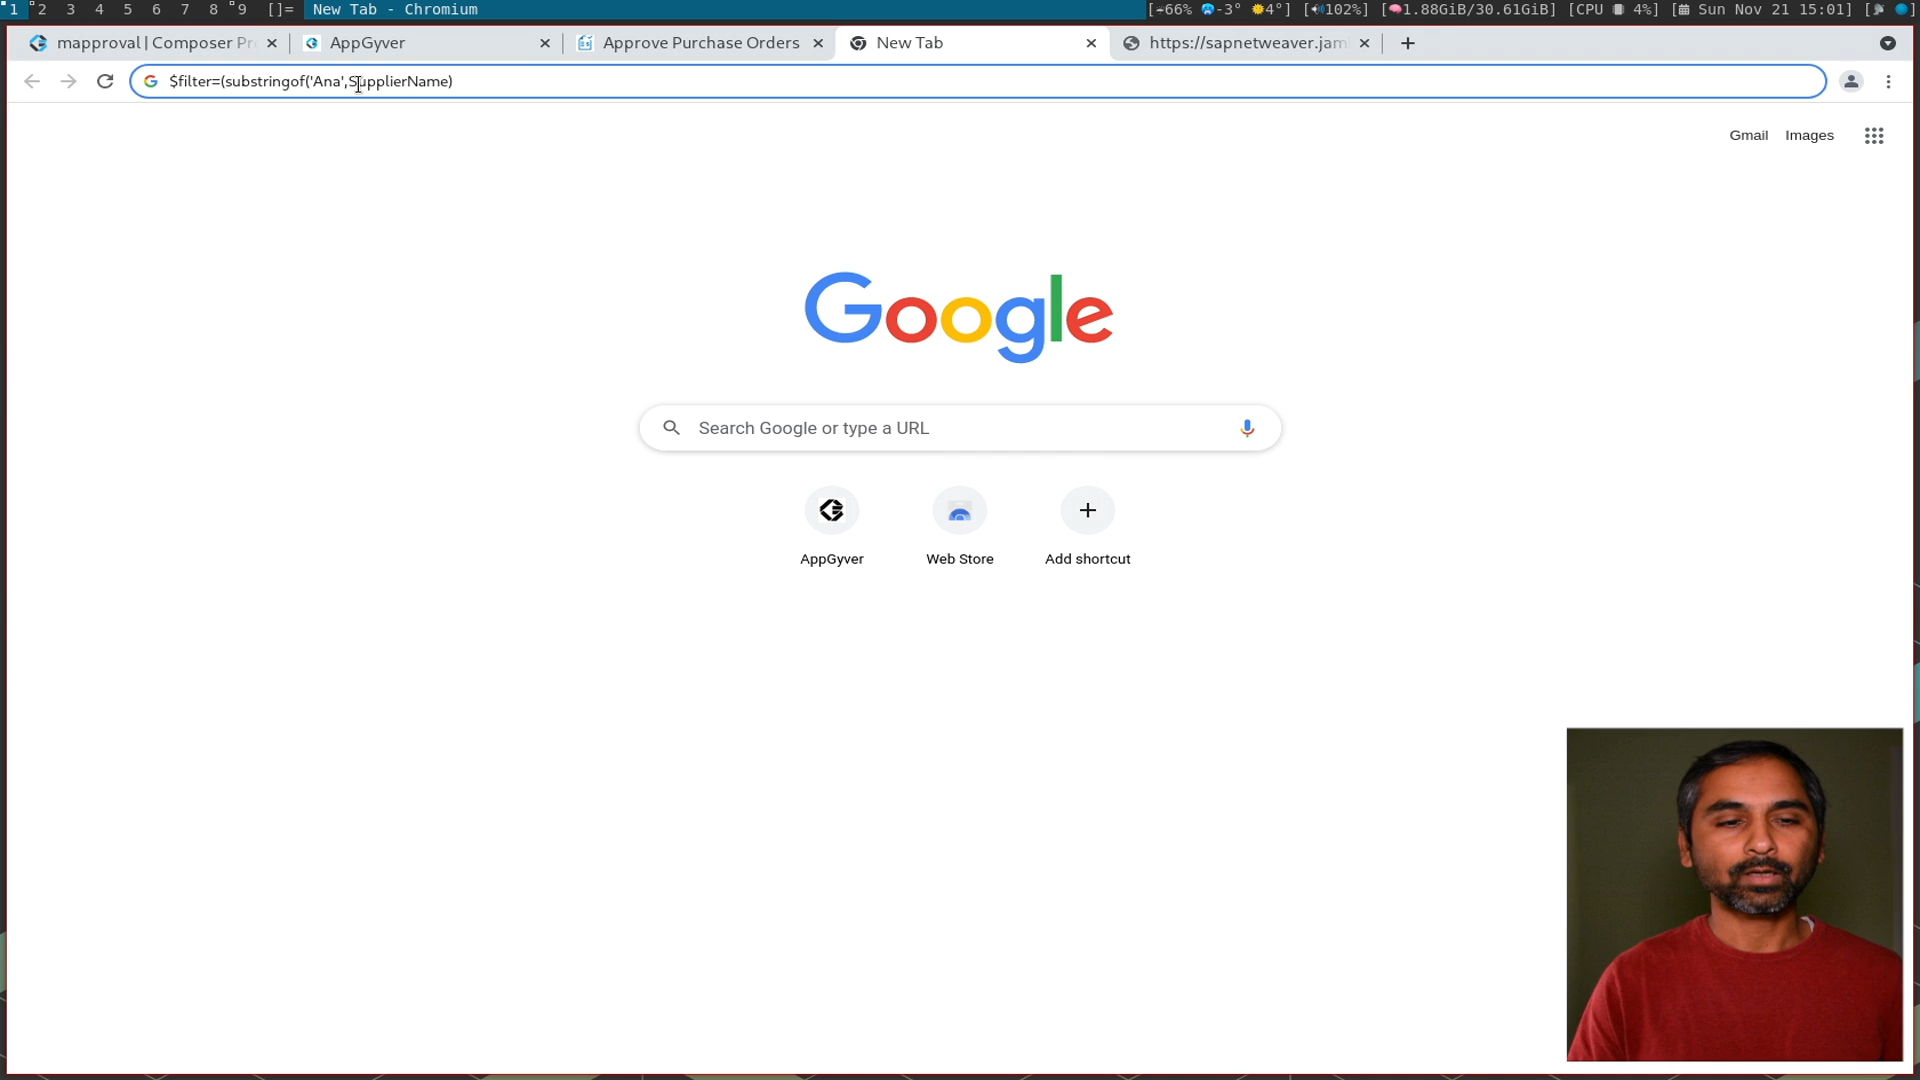 1 2 3 4 5 6 7 8 9 []= New Tab - Chromium [66% -3° 4°] [102%] [1.88GiB/30.61GiB] [CPU 4%] [Sun Nov 21 15:01] [ ]
mapproval | Composer Pr AppGyver Approve Purchase Orders New Tab https://sapnetweaver.jam
$filter=(substringof('Ana',SupplierName)
Gmail Images
Google
Search Google or type a URL
AppGyver Web Store Add shortcut